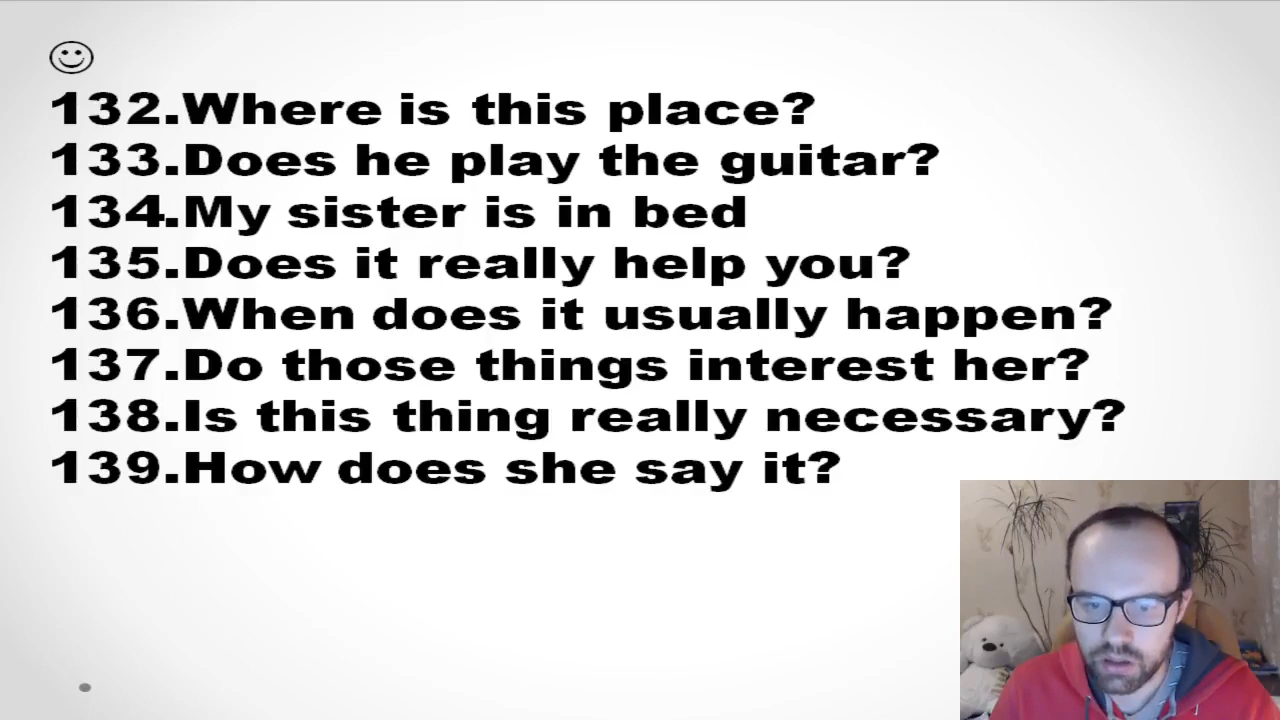 132.Where is this place?
133.Does he play the guitar?
134.My sister is in bed
135.Does it really help you?
136.When does it usually happen?
137.Do those things interest her?
138.Is this thing really necessary?
139.How does she say it?